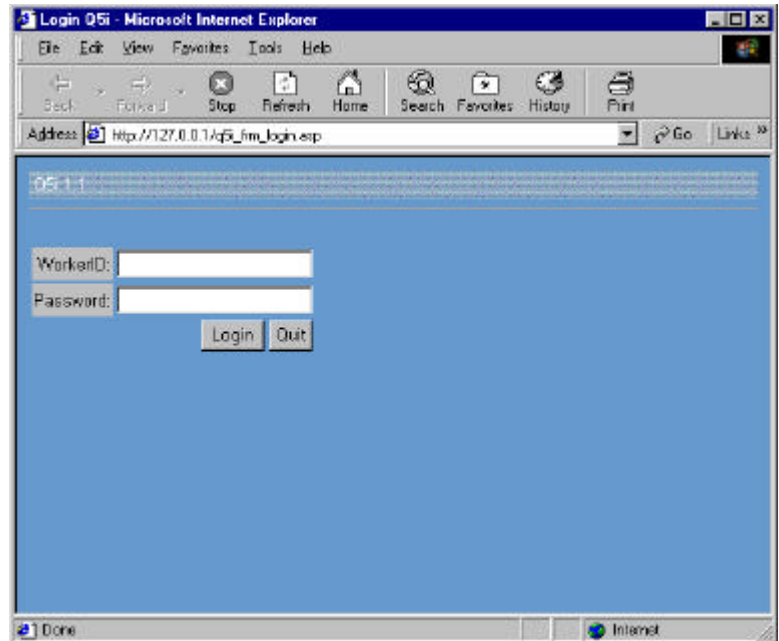 Login Q5i - Microsoft Internet Explorer
File Edit View Favorites Tools Help
Back Forward Stop Refresh Home Search Favorites History Print
Address http://127.0.0.1/q5i_frm_login.asp Go Links »
Q5i 1.1
WorkerID:
Password:
Login Quit
Done Internet